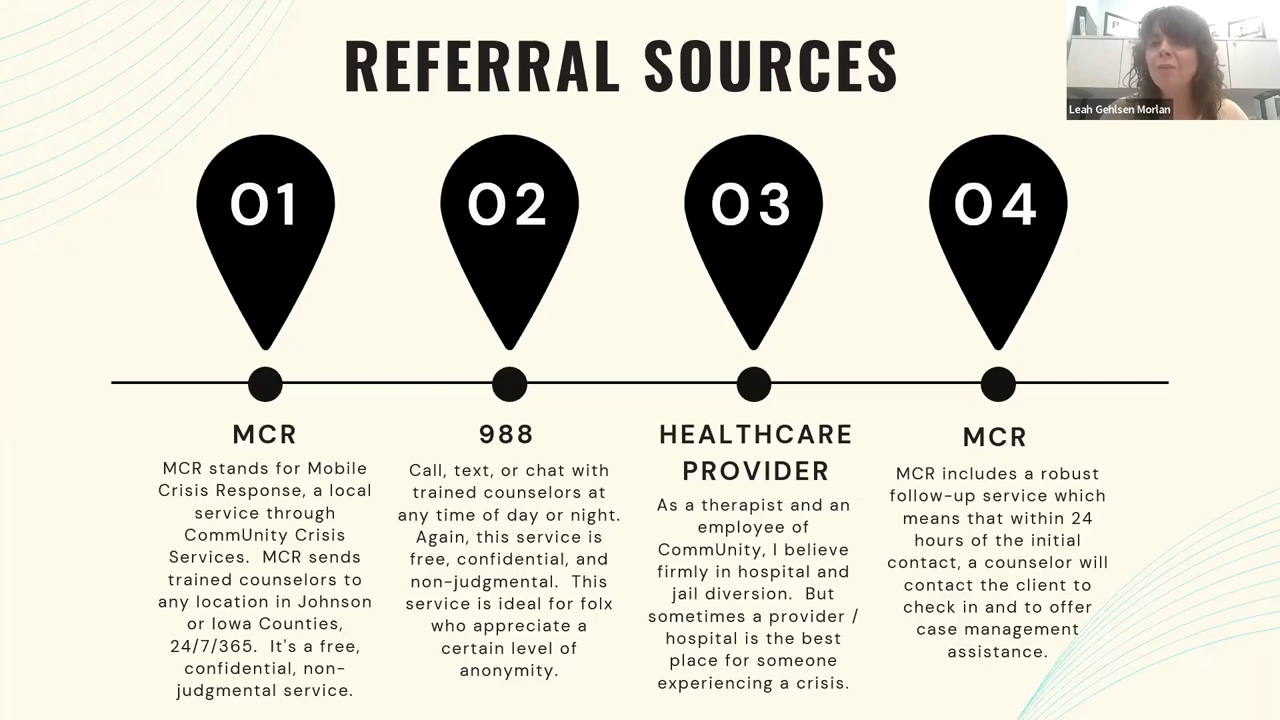 REFERRAL SOURCES
Leah Gehlsen Morlan
01
02
03
04
MCR
MCR stands for Mobile
Crisis Response, a local
service through
CommUnity Crisis
Services.  MCR sends
trained counselors to
any location in Johnson
or Iowa Counties,
24/7/365.  It's a free,
confidential, non-
judgmental service.
988
Call, text, or chat with
trained counselors at
any time of day or night.
Again, this service is
free, confidential, and
non-judgmental.  This
service is ideal for folx
who appreciate a
certain level of
anonymity.
HEALTHCARE
PROVIDER
As a therapist and an
employee of
CommUnity, I believe
firmly in hospital and
jail diversion.  But
sometimes a provider /
hospital is the best
place for someone
experiencing a crisis.
MCR
MCR includes a robust
follow-up service which
means that within 24
hours of the initial
contact, a counselor will
contact the client to
check in and to offer
case management
assistance.